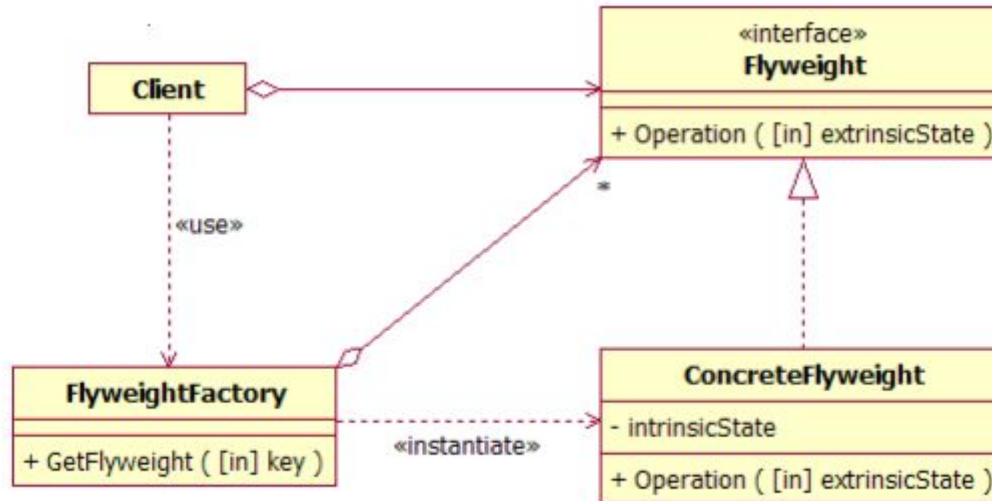 «interface»
Flyweight
Client
+ Operation ( [in] extrinsicState )
*
«use»
ConcreteFlyweight
FlyweightFactory
- intrinsicState
«instantiate»
+ GetFlyweight ( [in] key )
+ Operation ( [in] extrinsicState )